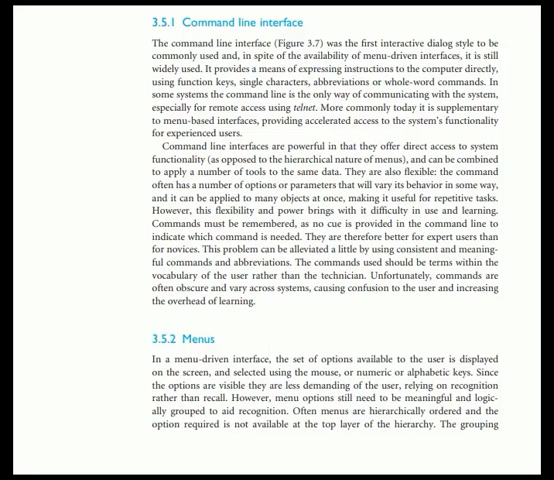 3.5.1 Command line interface
The command line interface (Figure 3.7) was the first interactive dialog style to be
commonly used and, in spite of the availability of menu-driven interfaces, it is still
widely used. It provides a means of expressing instructions to the computer directly,
using function keys, single characters, abbreviations or whole-word commands. In
some systems the command line is the only way of communicating with the system,
especially for remote access using telnet. More commonly today it is supplementary
to menu-based interfaces, providing accelerated access to the system's functionality
for experienced users.
Command line interfaces are powerful in that they offer direct access to system
functionality (as opposed to the hierarchical nature of menus), and can be combined
to apply a number of tools to the same data. They are also flexible: the command
often has a number of options or parameters that will vary its behavior in some way,
and it can be applied to many objects at once, making it useful for repetitive tasks.
However, this flexibility and power brings with it difficulty in use and learning.
Commands must be remembered, as no cue is provided in the command line to
indicate which command is needed. They are therefore better for expert users than
for novices. This problem can be alleviated a little by using consistent and meaning-
ful commands and abbreviations. The commands used should be terms within the
vocabulary of the user rather than the technician. Unfortunately, commands are
often obscure and vary across systems, causing confusion to the user and increasing
the overhead of learning.
3.5.2 Menus
In a menu-driven interface, the set of options available to the user is displayed
on the screen, and selected using the mouse, or numeric or alphabetic keys. Since
the options are visible they are less demanding of the user, relying on recognition
rather than recall. However, menu options still need to be meaningful and logic-
ally grouped to aid recognition. Often menus are hierarchically ordered and the
option required is not available at the top layer of the hierarchy. The grouping